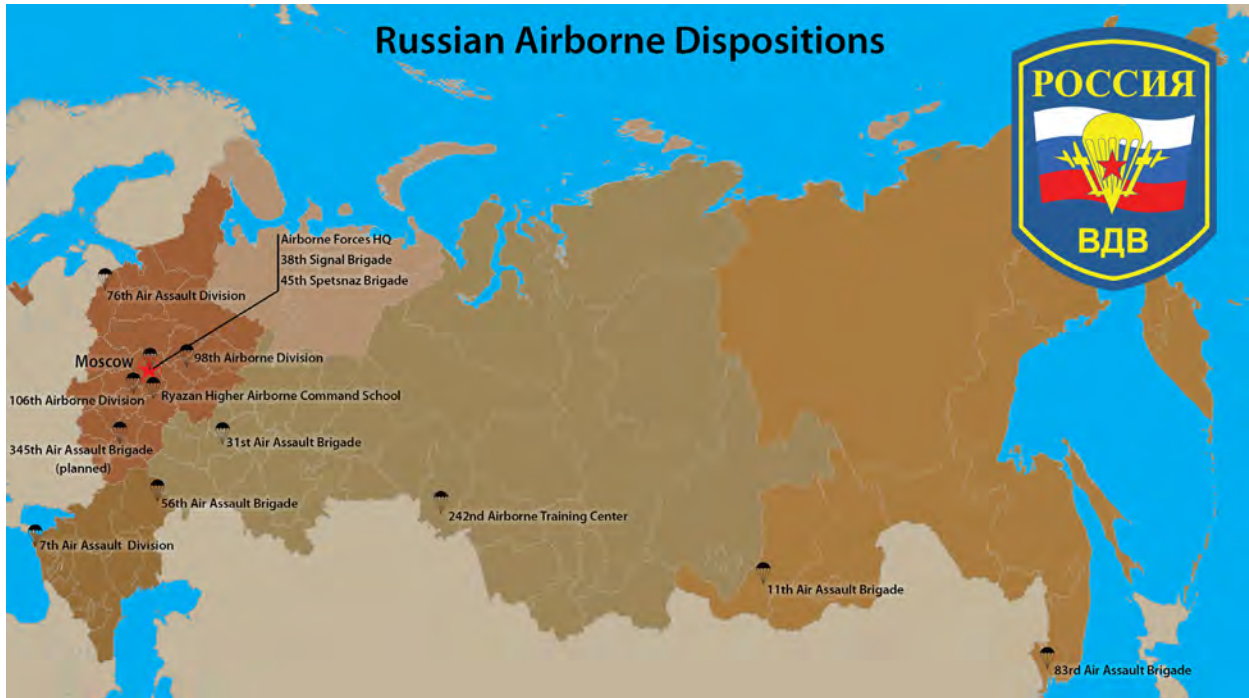 Russian Airborne Dispositions
РОССИЯ
ВДВ
Airborne Forces HQ
38th Signal Brigade
45th Spetsnaz Brigade
76th Air Assault Division
Moscow
98th Airborne Division
106th Airborne Division
Ryazan Higher Airborne Command School
345th Air Assault Brigade
(planned)
31st Air Assault Brigade
56th Air Assault Brigade
242nd Airborne Training Center
7th Air Assault Division
11th Air Assault Brigade
83rd Air Assault Brigade